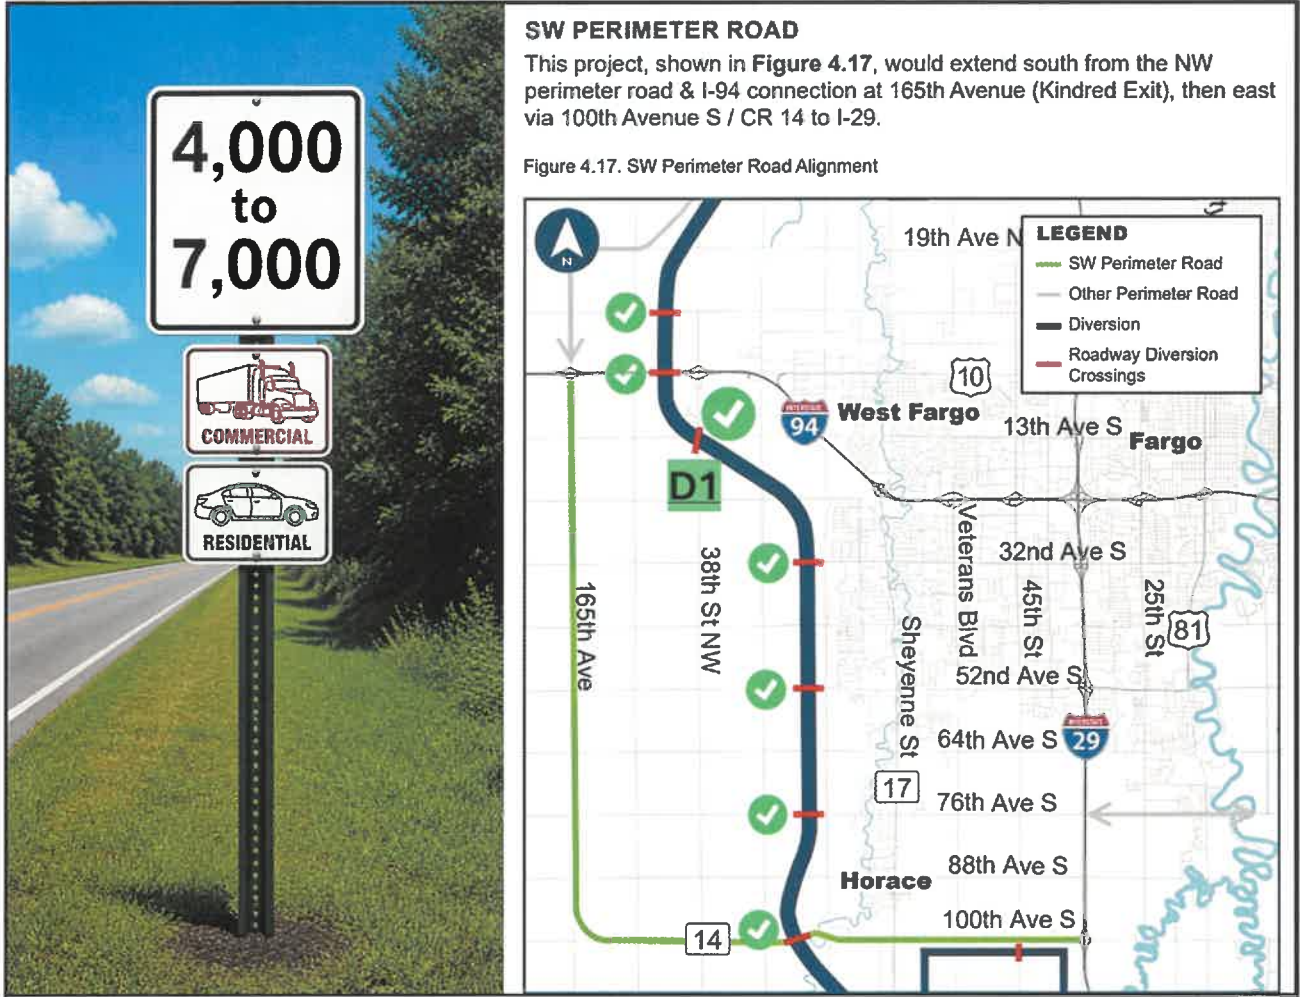 4,000
to
7,000
COMMERCIAL
RESIDENTIAL
SW PERIMETER ROAD
This project, shown in Figure 4.17, would extend south from the NW
perimeter road & I-94 connection at 165th Avenue (Kindred Exit), then east
via 100th Avenue S / CR 14 to I-29.
Figure 4.17. SW Perimeter Road Alignment
N
19th Ave N
LEGEND
SW Perimeter Road
Other Perimeter Road
Diversion
Roadway Diversion
Crossings
10
INTERSTATE
94
West Fargo
13th Ave S
Fargo
D1
165th Ave
38th St NW
Sheyenne St
Veterans Blvd
32nd Ave S
45th St
25th St
81
52nd Ave S
64th Ave S
INTERSTATE
29
17
76th Ave S
88th Ave S
Horace
100th Ave S
14